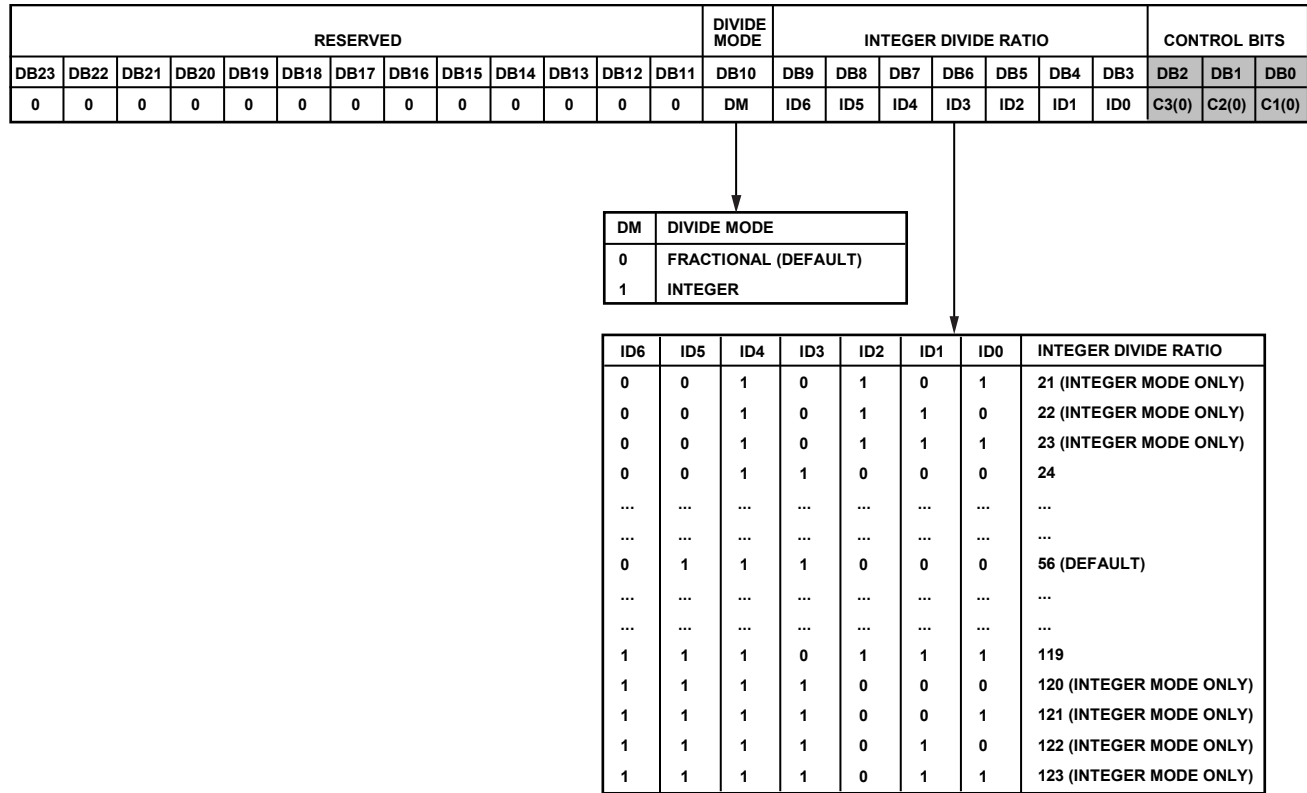 RESERVED DIVIDE MODE INTEGER DIVIDE RATIO CONTROL BITS
DB23 DB22 DB21 DB20 DB19 DB18 DB17 DB16 DB15 DB14 DB13 DB12 DB11 DB10 DB9 DB8 DB7 DB6 DB5 DB4 DB3 DB2 DB1 DB0
0 0 0 0 0 0 0 0 0 0 0 0 0 DM ID6 ID5 ID4 ID3 ID2 ID1 ID0 C3(0) C2(0) C1(0)
DM DIVIDE MODE
0 FRACTIONAL (DEFAULT)
1 INTEGER
ID6 ID5 ID4 ID3 ID2 ID1 ID0 INTEGER DIVIDE RATIO
0 0 1 0 1 0 1 21 (INTEGER MODE ONLY)
0 0 1 0 1 1 0 22 (INTEGER MODE ONLY)
0 0 1 0 1 1 1 23 (INTEGER MODE ONLY)
0 0 1 1 0 0 0 24
... ... ... ... ... ... ... ...
... ... ... ... ... ... ... ...
0 1 1 1 0 0 0 56 (DEFAULT)
... ... ... ... ... ... ... ...
... ... ... ... ... ... ... ...
1 1 1 0 1 1 1 119
1 1 1 1 0 0 0 120 (INTEGER MODE ONLY)
1 1 1 1 0 0 1 121 (INTEGER MODE ONLY)
1 1 1 1 0 1 0 122 (INTEGER MODE ONLY)
1 1 1 1 0 1 1 123 (INTEGER MODE ONLY)